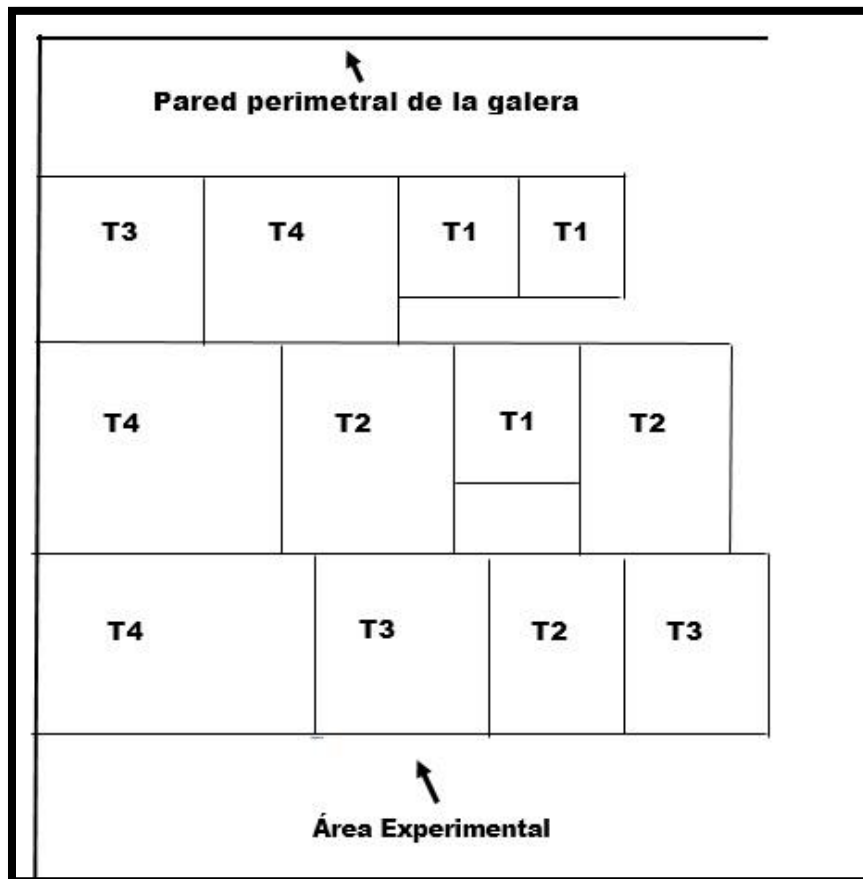 Pared perimetral de la galera
T3 T4 T1 T1
T4 T2 T1 T2
T4 T3 T2 T3
Área Experimental